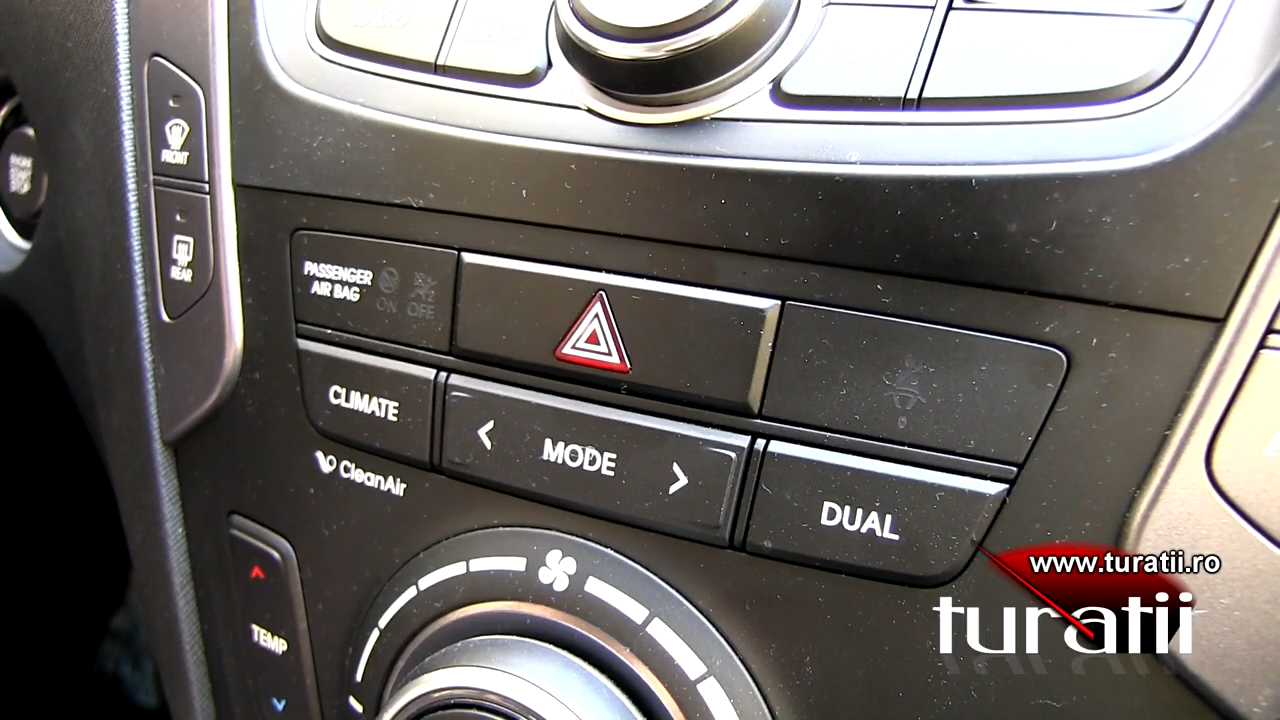 FRONT
REAR
PASSENGER
AIR BAG
ON OFF
CLIMATE
< MODE >
DUAL
CleanAir
TEMP
www.turatii.ro
turatii